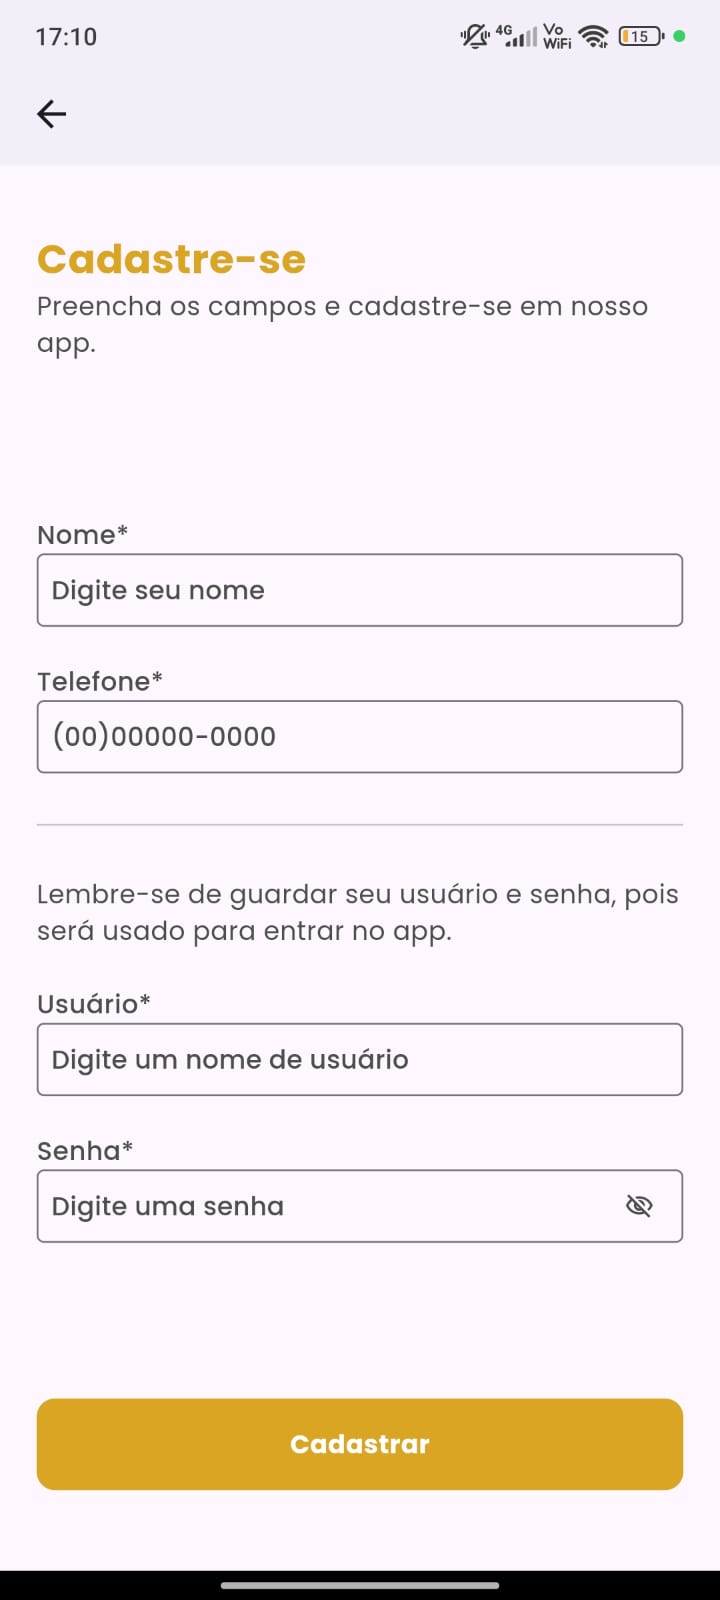 17:10
4G
Vo
WiFi
15
Cadastre-se
Preencha os campos e cadastre-se em nosso
app.
Nome*
Digite seu nome
Telefone*
(00)00000-0000
Lembre-se de guardar seu usuário e senha, pois
será usado para entrar no app.
Usuário*
Digite um nome de usuário
Senha*
Digite uma senha
Cadastrar